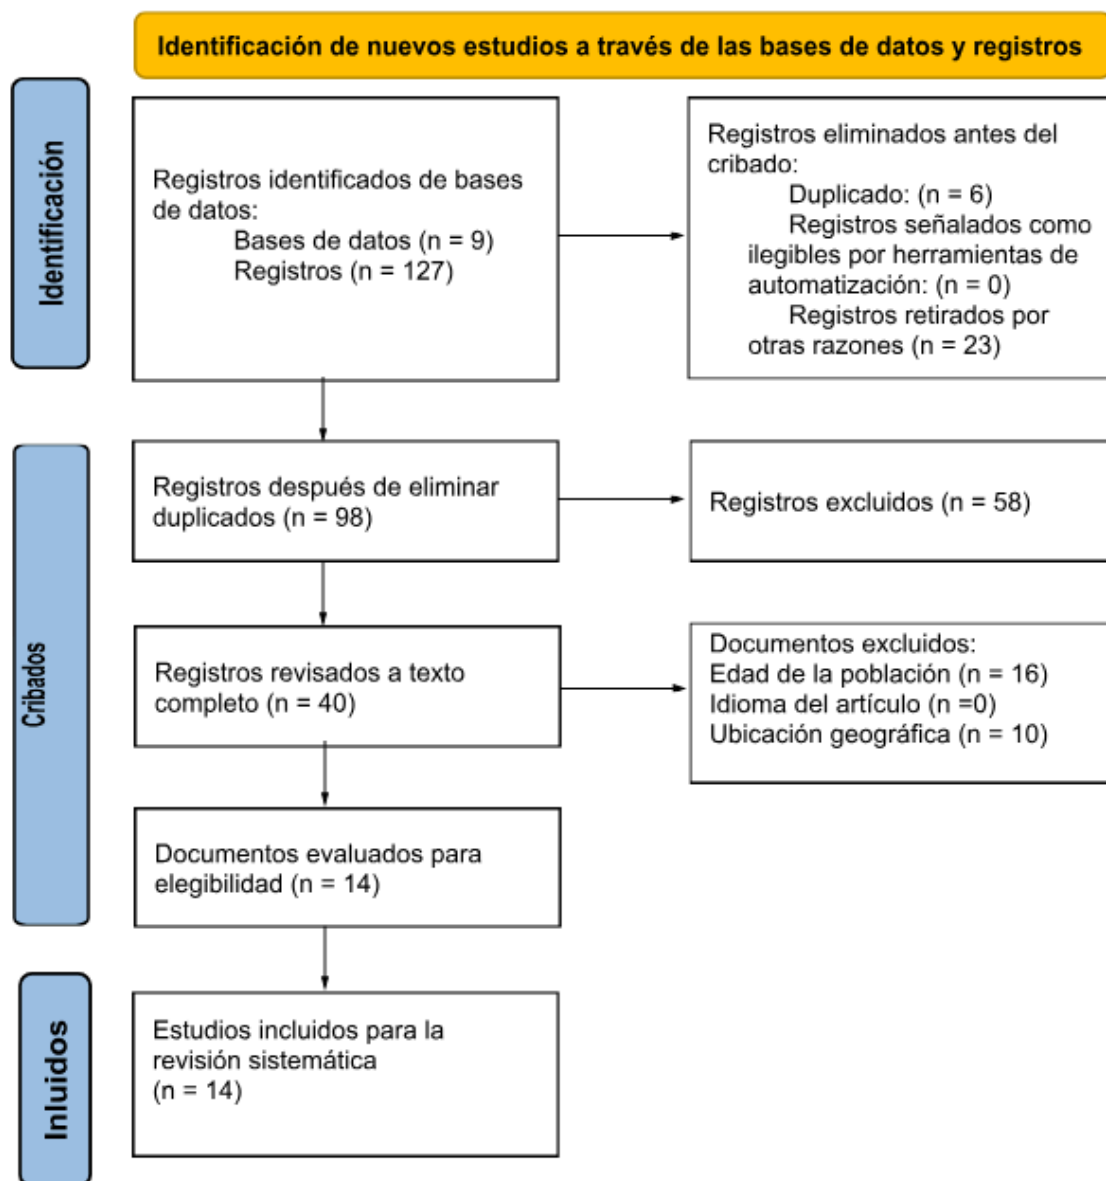 Identificación de nuevos estudios a través de las bases de datos y registros
Identificación
Registros identificados de bases
de datos:
Bases de datos (n = 9)
Registros (n = 127)
Registros eliminados antes del
cribado:
Duplicado: (n = 6)
Registros señalados como
ilegibles por herramientas de
automatización: (n = 0)
Registros retirados por
otras razones (n = 23)
Cribados
Registros después de eliminar
duplicados (n = 98)
Registros excluidos (n = 58)
Registros revisados a texto
completo (n = 40)
Documentos excluidos:
Edad de la población (n = 16)
Idioma del artículo (n =0)
Ubicación geográfica (n = 10)
Documentos evaluados para
elegibilidad (n = 14)
Inluidos
Estudios incluidos para la
revisión sistemática
(n = 14)